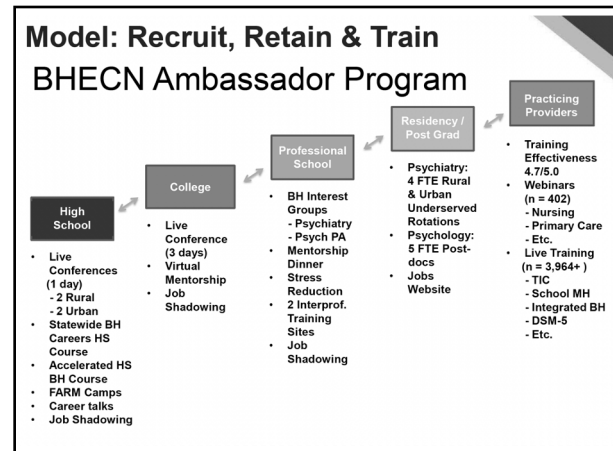 Model: Recruit, Retain & Train
BHECN Ambassador Program
High
School
• Live
Conferences
(1 day)
- 2 Rural
- 2 Urban
• Statewide BH
Careers HS
Course
• Accelerated HS
BH Course
• FARM Camps
• Career talks
• Job Shadowing
College
• Live
Conference
(3 days)
• Virtual
Mentorship
• Job
Shadowing
Professional
School
• BH Interest
Groups
- Psychiatry
- Psych PA
• Mentorship
Dinner
• Stress
Reduction
• 2 Interprof.
Training
Sites
• Job
Shadowing
Residency /
Post Grad
• Psychiatry:
4 FTE Rural
& Urban
Underserved
Rotations
• Psychology:
5 FTE Post-
docs
• Jobs
Website
Practicing
Providers
• Training
Effectiveness
4.7/5.0
• Webinars
(n = 402)
- Nursing
- Primary Care
- Etc.
• Live Training
(n = 3,964+ )
- TIC
- School MH
- Integrated BH
- DSM-5
- Etc.